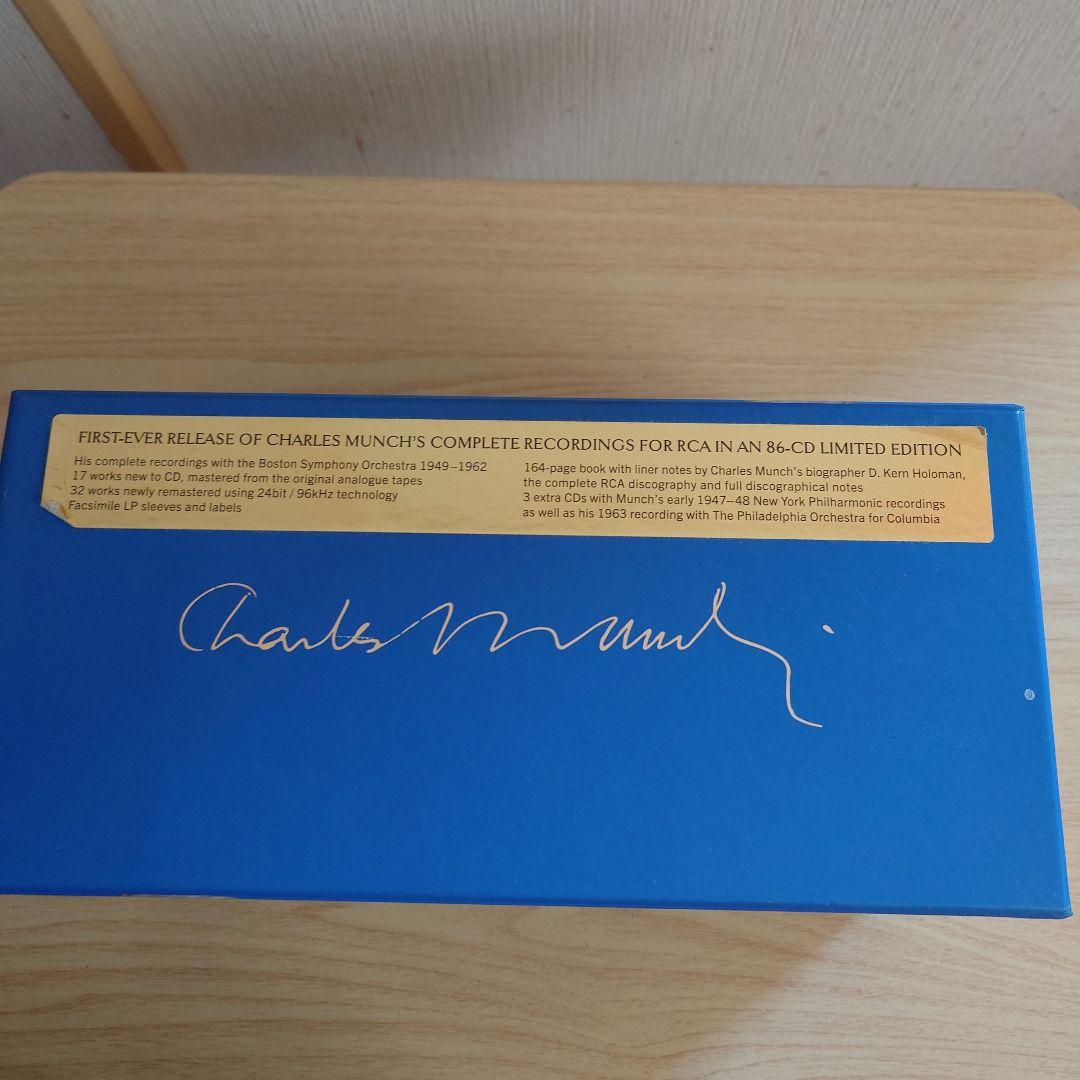 FIRST-EVER RELEASE OF CHARLES MUNCH'S COMPLETE RECORDINGS FOR RCA IN AN 86-CD LIMITED EDITION
His complete recordings with the Boston Symphony Orchestra 1949–1962
17 works new to CD, mastered from the original analogue tapes
32 works newly remastered using 24bit / 96kHz technology
Facsimile LP sleeves and labels
164-page book with liner notes by Charles Munch's biographer D. Kern Holoman,
the complete RCA discography and full discographical notes
3 extra CDs with Munch's early 1947–48 New York Philharmonic recordings
as well as his 1963 recording with The Philadelphia Orchestra for Columbia
Charles Munch